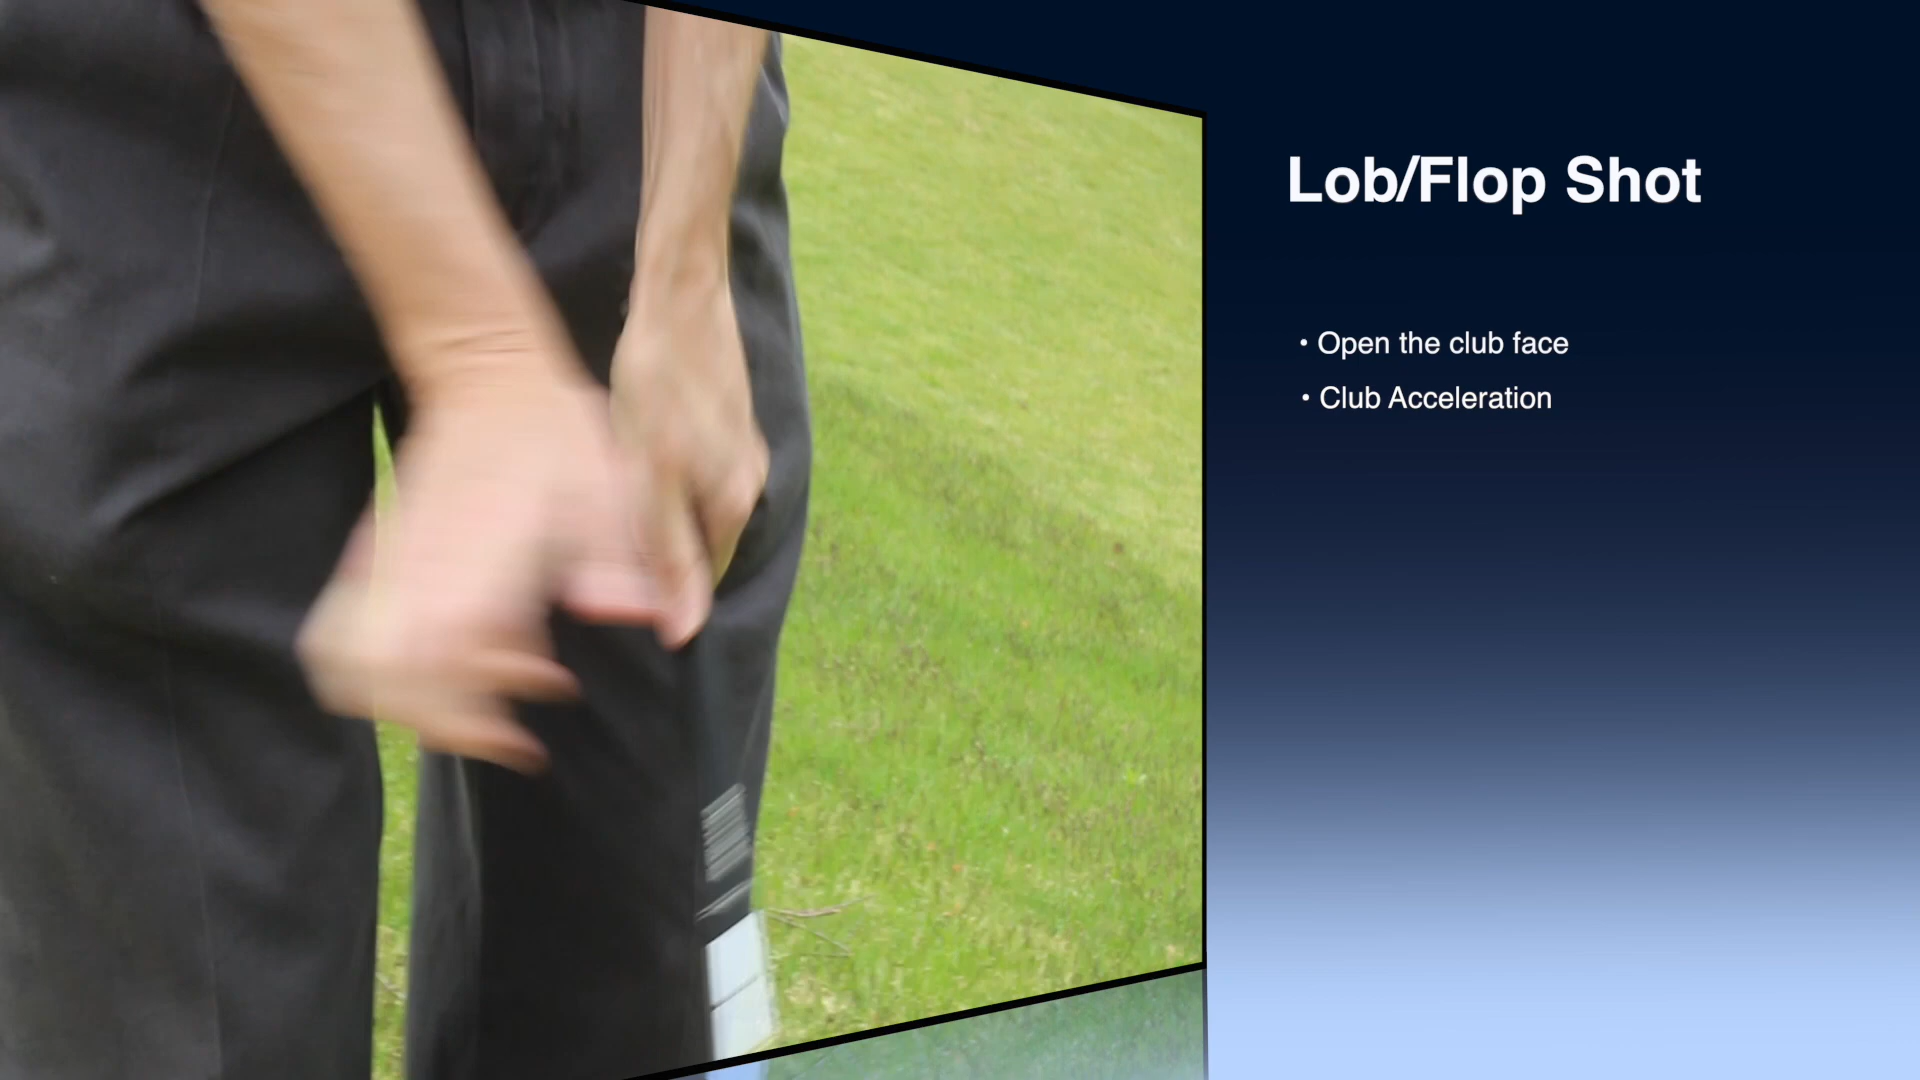 Lob/Flop Shot
• Open the club face
• Club Acceleration